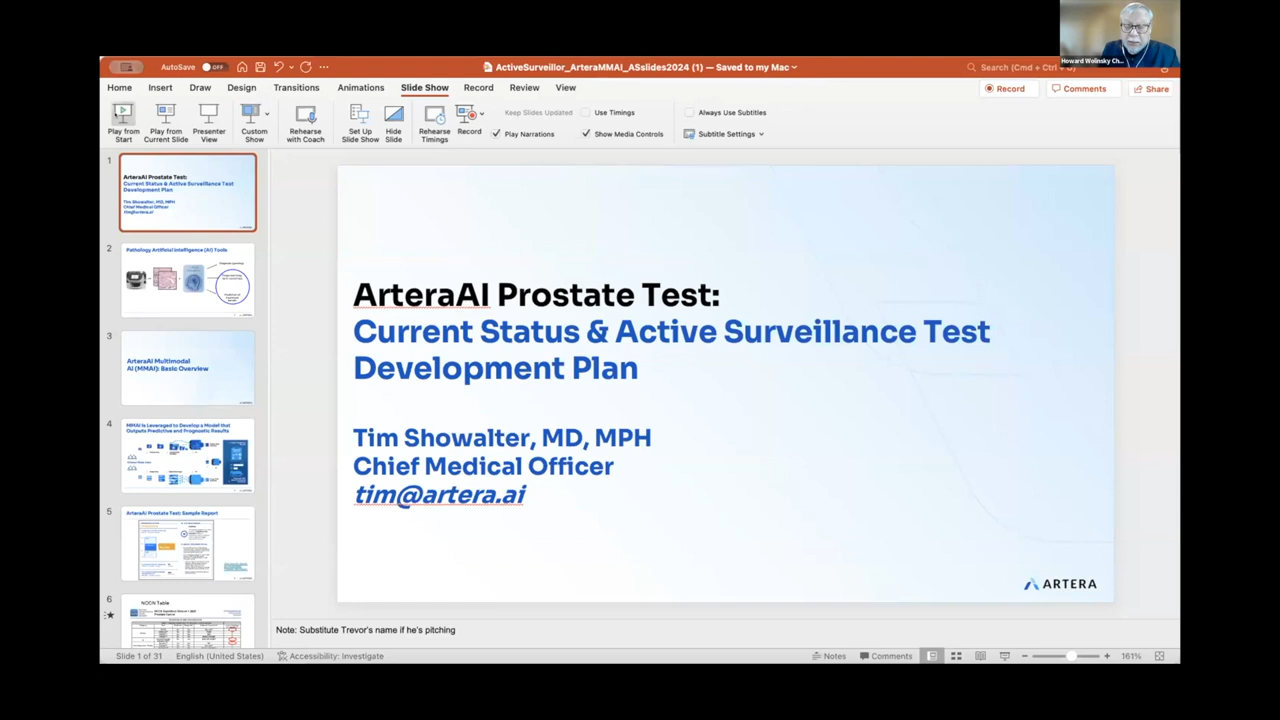 Howard Wolinsky Ch...
AutoSave OFF
ActiveSurveillor_ArteraMMAI_ASslides2024 (1) — Saved to my Mac
Search (Cmd + Ctrl + U)
Home Insert Draw Design Transitions Animations Slide Show Record Review View
Record Comments Share
Play from Start
Play from Current Slide
Presenter View
Custom Show
Rehearse with Coach
Set Up Slide Show
Hide Slide
Rehearse Timings
Record
Keep Slides Updated
Use Timings
Always Use Subtitles
Play Narrations
Show Media Controls
Subtitle Settings
1
ArteraAI Prostate Test:
Current Status & Active Surveillance Test
Development Plan
Tim Showalter, MD, MPH
Chief Medical Officer
tim@artera.ai
2
Pathology Artificial Intelligence (AI) Tools
3
ArteraAI Multimodal
AI (MMAI): Basic Overview
4
MMAI is Leveraged to Develop a Model that
Outputs Predictive and Prognostic Results
5
ArteraAI Prostate Test: Sample Report
6
NCCN Table
ArteraAI Prostate Test:
Current Status & Active Surveillance Test
Development Plan
Tim Showalter, MD, MPH
Chief Medical Officer
tim@artera.ai
ARTERA
Note: Substitute Trevor's name if he's pitching
Slide 1 of 31 English (United States) Accessibility: Investigate
Notes Comments 161%